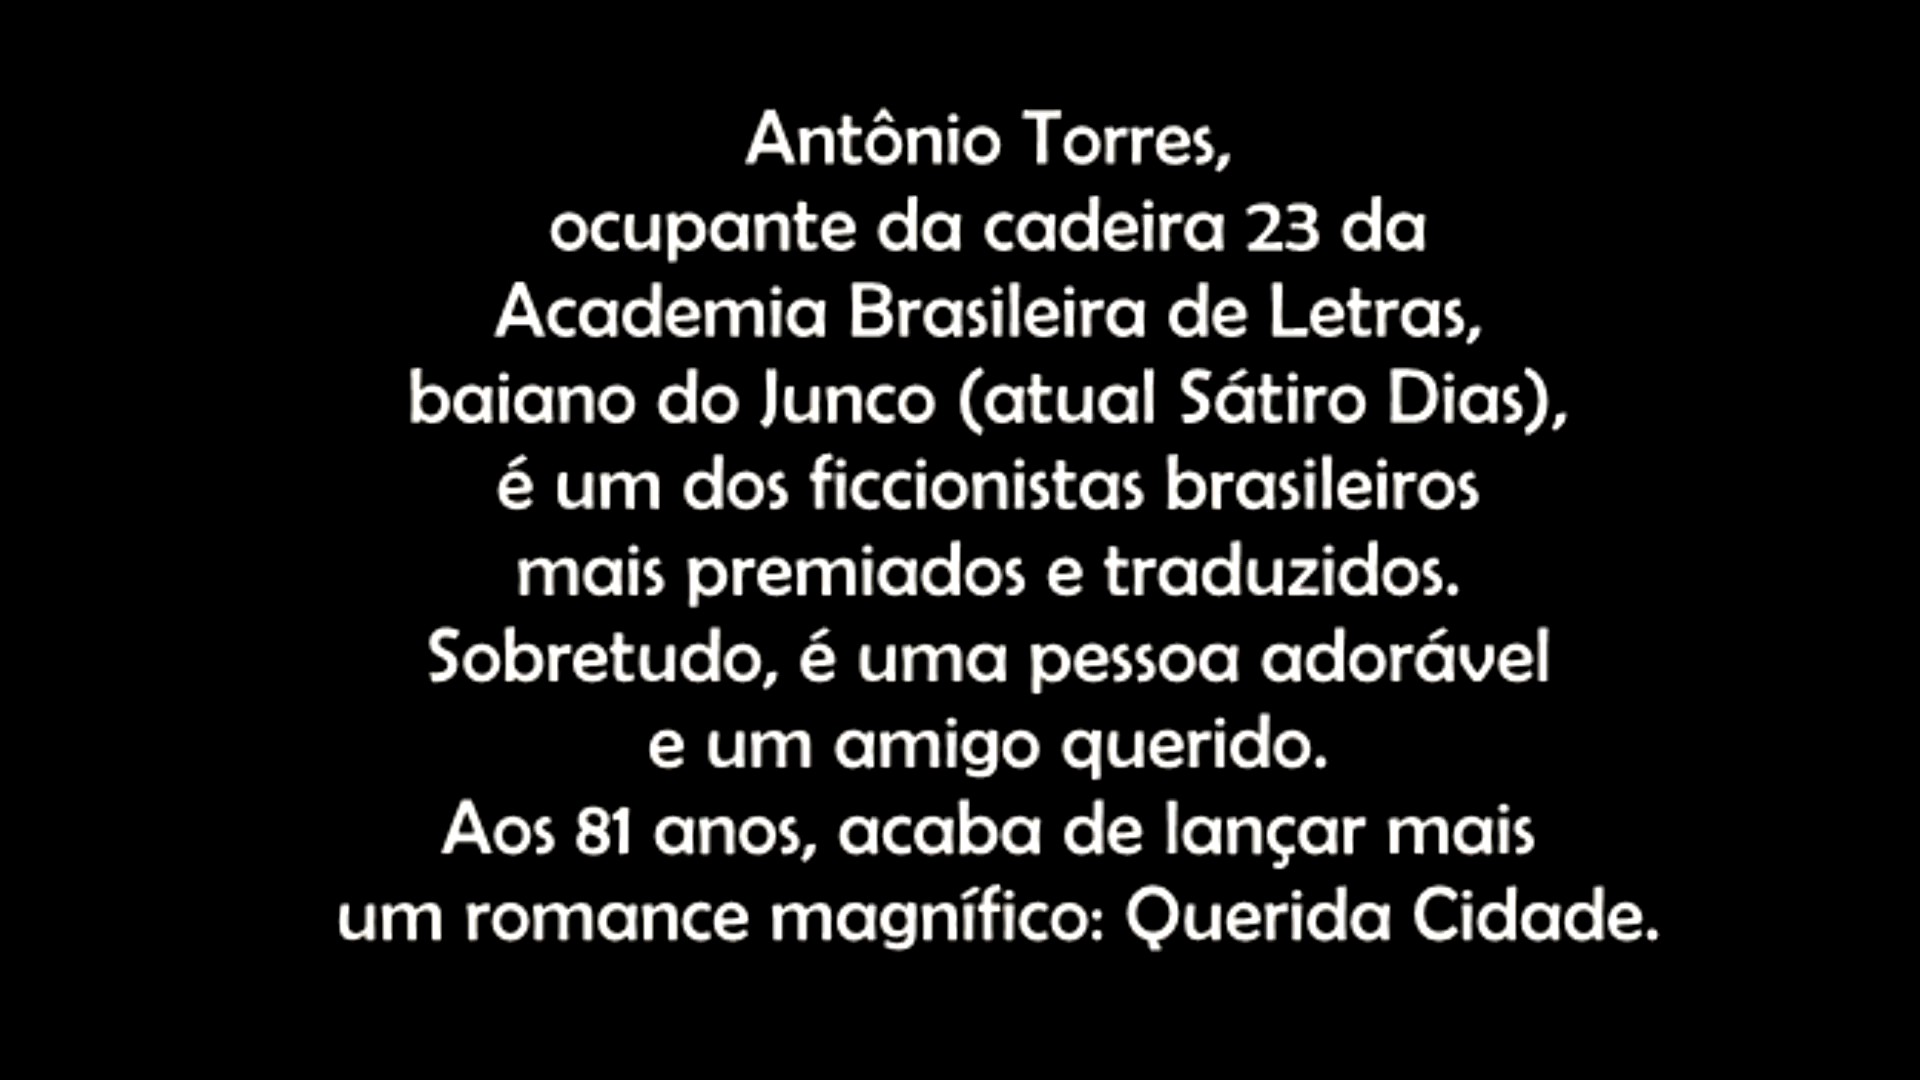 Antônio Torres,
ocupante da cadeira 23 da
Academia Brasileira de Letras,
baiano do Junco (atual Sátiro Dias),
é um dos ficcionistas brasileiros
mais premiados e traduzidos.
Sobretudo, é uma pessoa adorável
e um amigo querido.
Aos 81 anos, acaba de lançar mais
um romance magnífico: Querida Cidade.